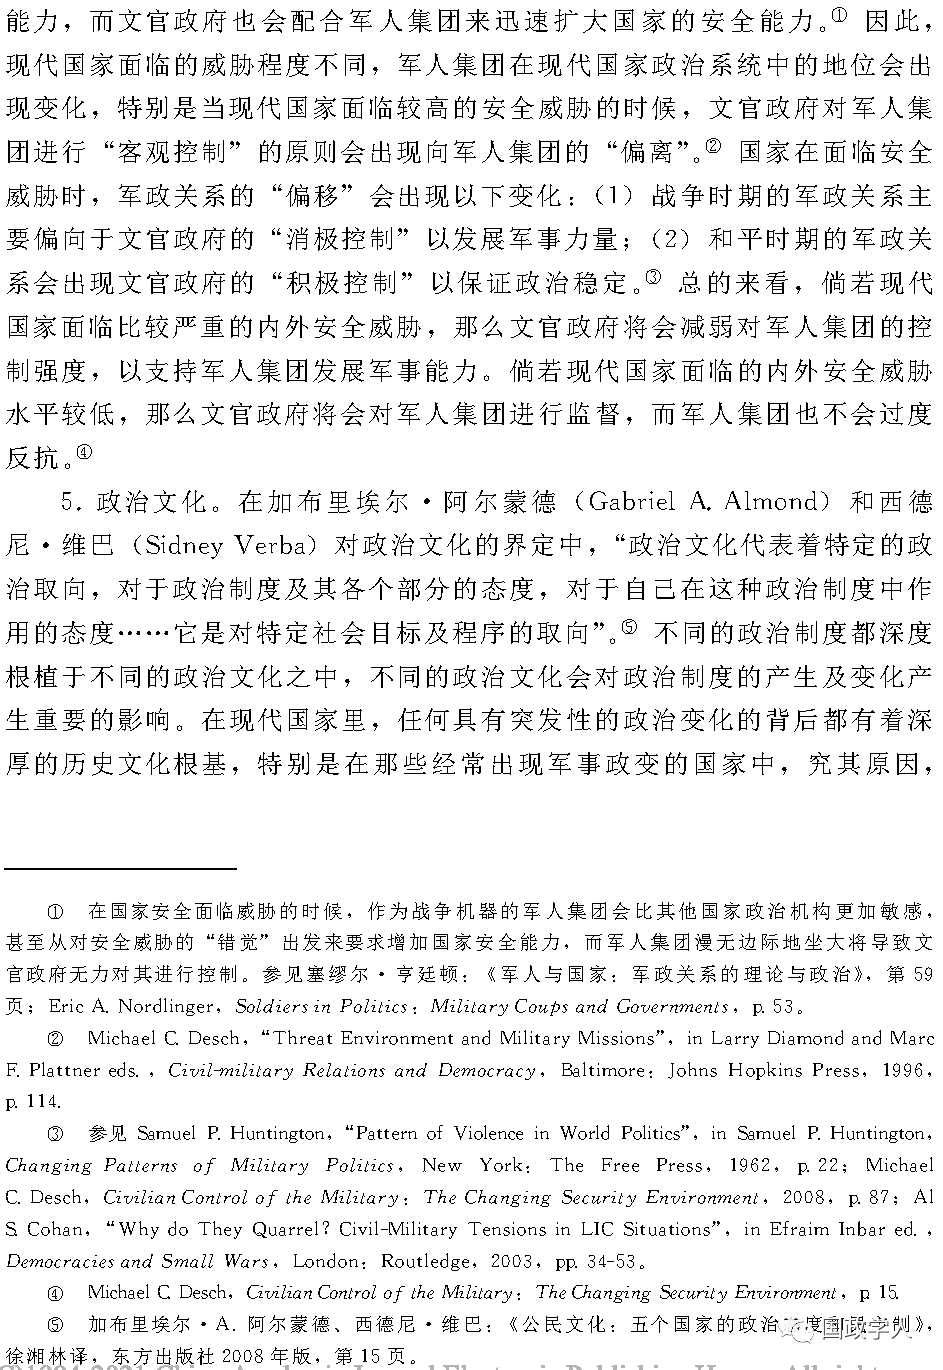 能力，而文官政府也会配合军人集团来迅速扩大国家的安全能力。① 因此，
现代国家面临的威胁程度不同，军人集团在现代国家政治系统中的地位会出
现变化，特别是当现代国家面临较高的安全威胁的时候，文官政府对军人集
团进行“客观控制”的原则会出现向军人集团的“偏离”。② 国家在面临安全
威胁时，军政关系的“偏移”会出现以下变化：（1）战争时期的军政关系主
要偏向于文官政府的“消极控制”以发展军事力量；（2）和平时期的军政关
系会出现文官政府的“积极控制”以保证政治稳定。③ 总的来看，倘若现代
国家面临比较严重的内外安全威胁，那么文官政府将会减弱对军人集团的控
制强度，以支持军人集团发展军事能力。倘若现代国家面临的内外安全威胁
水平较低，那么文官政府将会对军人集团进行监督，而军人集团也不会过度
反抗。④
5. 政治文化。在加布里埃尔·阿尔蒙德（Gabriel A. Almond）和西德
尼·维巴（Sidney Verba）对政治文化的界定中，“政治文化代表着特定的政
治取向，对于政治制度及其各个部分的态度，对于自己在这种政治制度中作
用的态度……它是对特定社会目标及程序的取向”。⑤ 不同的政治制度都深度
根植于不同的政治文化之中，不同的政治文化会对政治制度的产生及变化产
生重要的影响。在现代国家里，任何具有突发性的政治变化的背后都有着深
厚的历史文化根基，特别是在那些经常出现军事政变的国家中，究其原因，
① 在国家安全面临威胁的时候，作为战争机器的军人集团会比其他国家政治机构更加敏感，
甚至从对安全威胁的“错觉”出发来要求增加国家安全能力，而军人集团漫无边际地坐大将导致文
官政府无力对其进行控制。参见塞缪尔·亨廷顿：《军人与国家：军政关系的理论与政治》，第 59
页；Eric A. Nordlinger，Soldiers in Politics：Military Coups and Governments，p. 53。
② Michael C. Desch，“Threat Environment and Military Missions”，in Larry Diamond and Marc
F. Plattner eds.，Civil-military Relations and Democracy，Baltimore：Johns Hopkins Press，1996，
p. 114.
③ 参见 Samuel P. Huntington，“Pattern of Violence in World Politics”，in Samuel P. Huntington，
Changing Patterns of Military Politics，New York：The Free Press，1962，p. 22；Michael
C. Desch，Civilian Control of the Military：The Changing Security Environment，2008，p. 87；Al
S. Cohan，“Why do They Quarrel？Civil-Military Tensions in LIC Situations”，in Efraim Inbar ed.，
Democracies and Small Wars，London：Routledge，2003，pp. 34-53。
④ Michael C. Desch，Civilian Control of the Military：The Changing Security Environment，p. 15.
⑤ 加布里埃尔·A. 阿尔蒙德、西德尼·维巴：《公民文化：五个国家的政治 度 民 制》，
国政学人
徐湘林译，东方出版社 2008 年版，第 15 页。